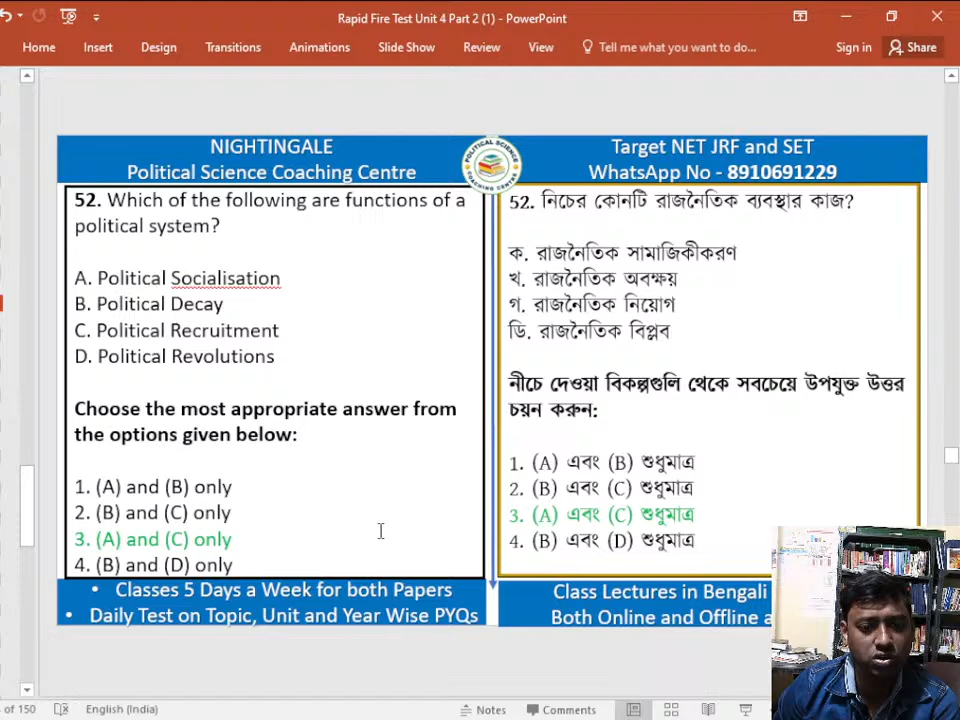 Rapid Fire Test Unit 4 Part 2 (1) - PowerPoint
Home Insert Design Transitions Animations Slide Show Review View Tell me what you want to do... Sign in Share
NIGHTINGALE
Political Science Coaching Centre
POLITICAL SCIENCE COACHING CENTRE
Target NET JRF and SET
WhatsApp No - 8910691229
52. Which of the following are functions of a
political system?
A. Political Socialisation
B. Political Decay
C. Political Recruitment
D. Political Revolutions
Choose the most appropriate answer from
the options given below:
1. (A) and (B) only
2. (B) and (C) only
3. (A) and (C) only
4. (B) and (D) only
52. নিচের কোনটি রাজনৈতিক ব্যবস্থার কাজ?
ক. রাজনৈতিক সামাজিকীকরণ
খ. রাজনৈতিক অবক্ষয়
গ. রাজনৈতিক নিয়োগ
ডি. রাজনৈতিক বিপ্লব
নীচে দেওয়া বিকল্পগুলি থেকে সবচেয়ে উপযুক্ত উত্তর
চয়ন করুন:
1. (A) এবং (B) শুধুমাত্র
2. (B) এবং (C) শুধুমাত্র
3. (A) এবং (C) শুধুমাত্র
4. (B) এবং (D) শুধুমাত্র
• Classes 5 Days a Week for both Papers
• Daily Test on Topic, Unit and Year Wise PYQs
Class Lectures in Bengali
Both Online and Offline a
of 150 English (India) Notes Comments